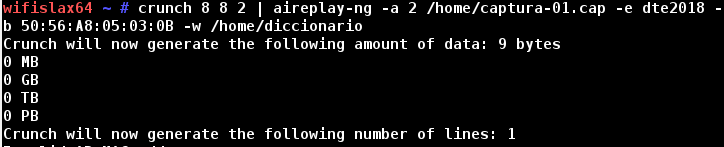 wifislax64 ~ # crunch 8 8 2 | aireplay-ng -a 2 /home/captura-01.cap -e dte2018 -
b 50:56:A8:05:03:0B -w /home/diccionario
Crunch will now generate the following amount of data: 9 bytes
0 MB
0 GB
0 TB
0 PB
Crunch will now generate the following number of lines: 1